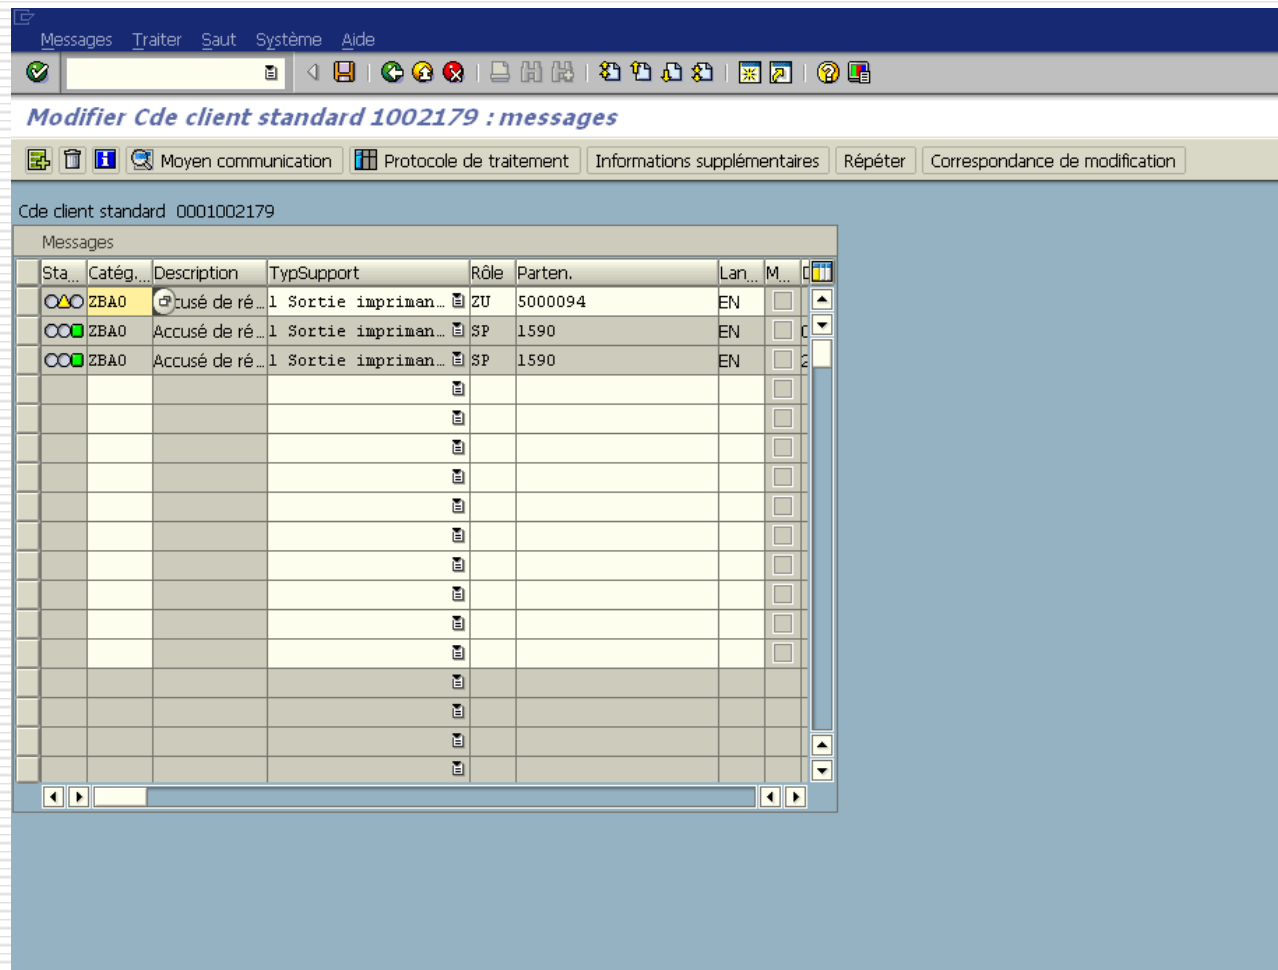 Messages Traiter Saut Système Aide
Modifier Cde client standard 1002179 : messages
Moyen communication Protocole de traitement Informations supplémentaires Répéter Correspondance de modification
Cde client standard 0001002179
Messages
Sta... Catég... Description TypSupport Rôle Parten. Lan... M... D
ZBA0 cusé de ré... 1 Sortie impriman... ZU 5000094 EN
ZBA0 Accusé de ré... 1 Sortie impriman... SP 1590 EN
ZBA0 Accusé de ré... 1 Sortie impriman... SP 1590 EN 2